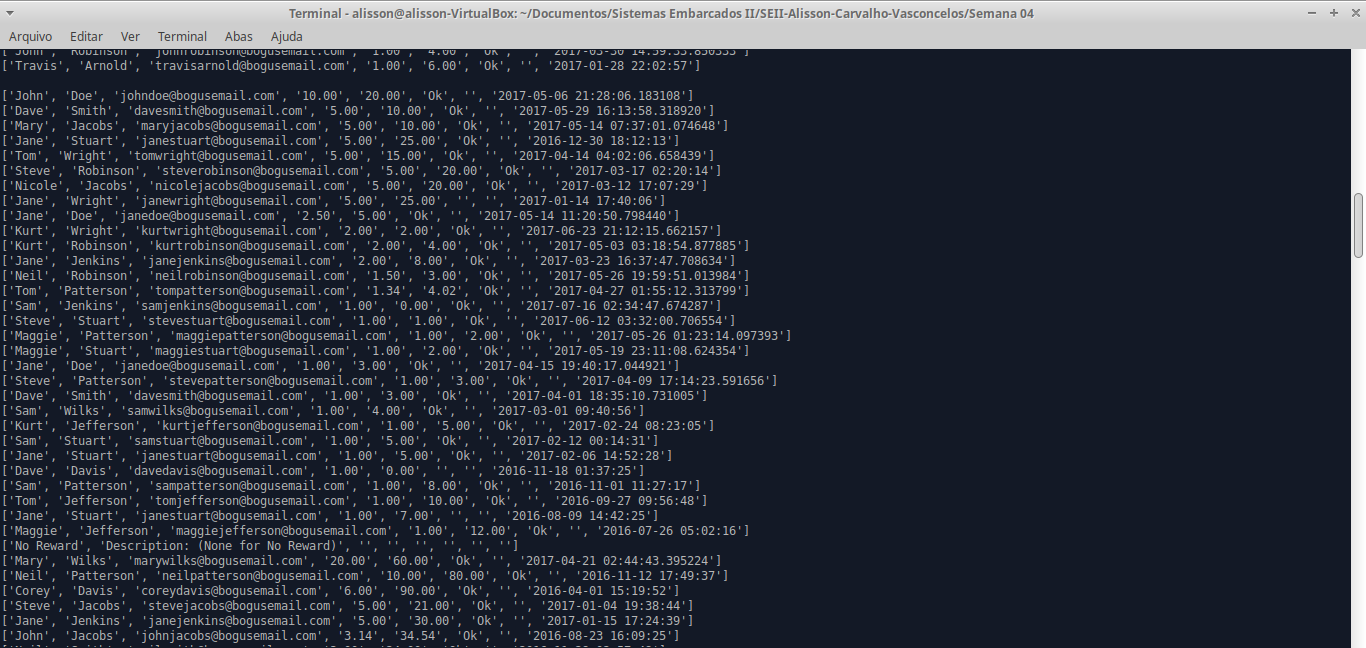 Terminal - alisson@alisson-VirtualBox: ~/Documentos/Sistemas Embarcados II/SEII-Alisson-Carvalho-Vasconcelos/Semana 04
Arquivo Editar Ver Terminal Abas Ajuda
['John', 'Robinson', 'johnrobinson@bogusemail.com', '1.00', '4.00', 'Ok', '', '2017-03-30 14:59:33.850333']
['Travis', 'Arnold', 'travisarnold@bogusemail.com', '1.00', '6.00', 'Ok', '', '2017-01-28 22:02:57']
['John', 'Doe', 'johndoe@bogusemail.com', '10.00', '20.00', 'Ok', '', '2017-05-06 21:28:06.183108']
['Dave', 'Smith', 'davesmith@bogusemail.com', '5.00', '10.00', 'Ok', '', '2017-05-29 16:13:58.318920']
['Mary', 'Jacobs', 'maryjacobs@bogusemail.com', '5.00', '10.00', 'Ok', '', '2017-05-14 07:37:01.074648']
['Jane', 'Stuart', 'janestuart@bogusemail.com', '5.00', '25.00', 'Ok', '', '2016-12-30 18:12:13']
['Tom', 'Wright', 'tomwright@bogusemail.com', '5.00', '15.00', 'Ok', '', '2017-04-14 04:02:06.658439']
['Steve', 'Robinson', 'steverobinson@bogusemail.com', '5.00', '20.00', 'Ok', '', '2017-03-17 02:20:14']
['Nicole', 'Jacobs', 'nicolejacobs@bogusemail.com', '5.00', '20.00', 'Ok', '', '2017-03-12 17:07:29']
['Jane', 'Wright', 'janewright@bogusemail.com', '5.00', '25.00', '', '', '2017-01-14 17:40:06']
['Jane', 'Doe', 'janedoe@bogusemail.com', '2.50', '5.00', 'Ok', '', '2017-05-14 11:20:50.798440']
['Kurt', 'Wright', 'kurtwright@bogusemail.com', '2.00', '2.00', 'Ok', '', '2017-06-23 21:12:15.662157']
['Kurt', 'Robinson', 'kurtrobinson@bogusemail.com', '2.00', '4.00', 'Ok', '', '2017-05-03 03:18:54.877885']
['Jane', 'Jenkins', 'janejenkins@bogusemail.com', '2.00', '8.00', 'Ok', '', '2017-03-23 16:37:47.708634']
['Neil', 'Robinson', 'neilrobinson@bogusemail.com', '1.50', '3.00', 'Ok', '', '2017-05-26 19:59:51.013984']
['Tom', 'Patterson', 'tompatterson@bogusemail.com', '1.34', '4.02', 'Ok', '', '2017-04-27 01:55:12.313799']
['Sam', 'Jenkins', 'samjenkins@bogusemail.com', '1.00', '0.00', 'Ok', '', '2017-07-16 02:34:47.674287']
['Steve', 'Stuart', 'stevestuart@bogusemail.com', '1.00', '1.00', 'Ok', '', '2017-06-12 03:32:00.706554']
['Maggie', 'Patterson', 'maggiepatterson@bogusemail.com', '1.00', '2.00', 'Ok', '', '2017-05-26 01:23:14.097393']
['Maggie', 'Stuart', 'maggiestuart@bogusemail.com', '1.00', '2.00', 'Ok', '', '2017-05-19 23:11:08.624354']
['Jane', 'Doe', 'janedoe@bogusemail.com', '1.00', '3.00', 'Ok', '', '2017-04-15 19:40:17.044921']
['Steve', 'Patterson', 'stevepatterson@bogusemail.com', '1.00', '3.00', 'Ok', '', '2017-04-09 17:14:23.591656']
['Dave', 'Smith', 'davesmith@bogusemail.com', '1.00', '3.00', 'Ok', '', '2017-04-01 18:35:10.731005']
['Sam', 'Wilks', 'samwilks@bogusemail.com', '1.00', '4.00', 'Ok', '', '2017-03-01 09:40:56']
['Kurt', 'Jefferson', 'kurtjefferson@bogusemail.com', '1.00', '5.00', 'Ok', '', '2017-02-24 08:23:05']
['Sam', 'Stuart', 'samstuart@bogusemail.com', '1.00', '5.00', 'Ok', '', '2017-02-12 00:14:31']
['Jane', 'Stuart', 'janestuart@bogusemail.com', '1.00', '5.00', 'Ok', '', '2017-02-06 14:52:28']
['Dave', 'Davis', 'davedavis@bogusemail.com', '1.00', '0.00', '', '', '2016-11-18 01:37:25']
['Sam', 'Patterson', 'sampatterson@bogusemail.com', '1.00', '8.00', 'Ok', '', '2016-11-01 11:27:17']
['Tom', 'Jefferson', 'tomjefferson@bogusemail.com', '1.00', '10.00', 'Ok', '', '2016-09-27 09:56:48']
['Jane', 'Stuart', 'janestuart@bogusemail.com', '1.00', '7.00', '', '', '2016-08-09 14:42:25']
['Maggie', 'Jefferson', 'maggiejefferson@bogusemail.com', '1.00', '12.00', 'Ok', '', '2016-07-26 05:02:16']
['No Reward', 'Description: (None for No Reward)', '', '', '', '', '', '']
['Mary', 'Wilks', 'marywilks@bogusemail.com', '20.00', '60.00', 'Ok', '', '2017-04-21 02:44:43.395224']
['Neil', 'Patterson', 'neilpatterson@bogusemail.com', '10.00', '80.00', 'Ok', '', '2016-11-12 17:49:37']
['Corey', 'Davis', 'coreydavis@bogusemail.com', '6.00', '90.00', 'Ok', '', '2016-04-01 15:19:52']
['Steve', 'Jacobs', 'stevejacobs@bogusemail.com', '5.00', '21.00', 'Ok', '', '2017-01-04 19:38:44']
['Jane', 'Jenkins', 'janejenkins@bogusemail.com', '5.00', '30.00', 'Ok', '', '2017-01-15 17:24:39']
['John', 'Jacobs', 'johnjacobs@bogusemail.com', '3.14', '34.54', 'Ok', '', '2016-08-23 16:09:25']